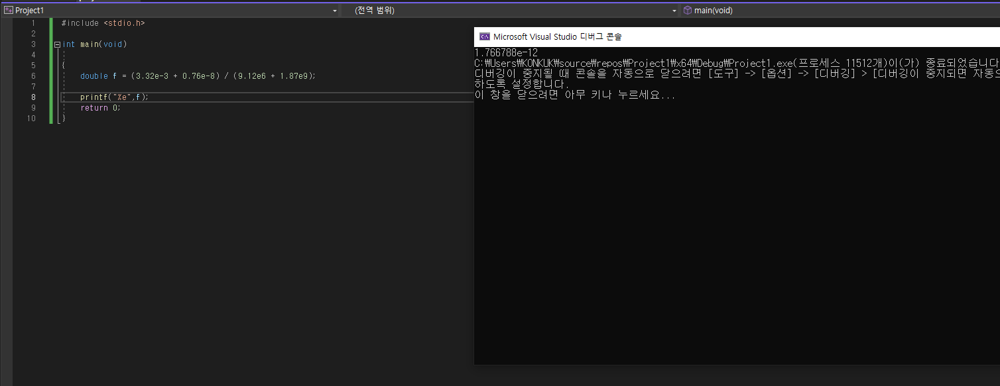 Project1
(전역 범위)
main(void)
1 #include <stdio.h>
2
3 int main(void)
4
5 {
6 double f = (3.32e-3 + 0.76e-8) / (9.12e6 + 1.87e9);
7
8 printf("%e",f);
9 return 0;
10 }
Microsoft Visual Studio 디버그 콘솔
1.766788e-12
C:₩Users₩KONKUK₩source₩repos₩Project1₩x64₩Debug₩Project1.exe(프로세스 11512개)이(가) 종료되었습니다
디버깅이 중지될 때 콘솔을 자동으로 닫으려면 [도구] -> [옵션] -> [디버깅] > [디버깅이 중지되면 자동으
하도록 설정합니다.
이 창을 닫으려면 아무 키나 누르세요...